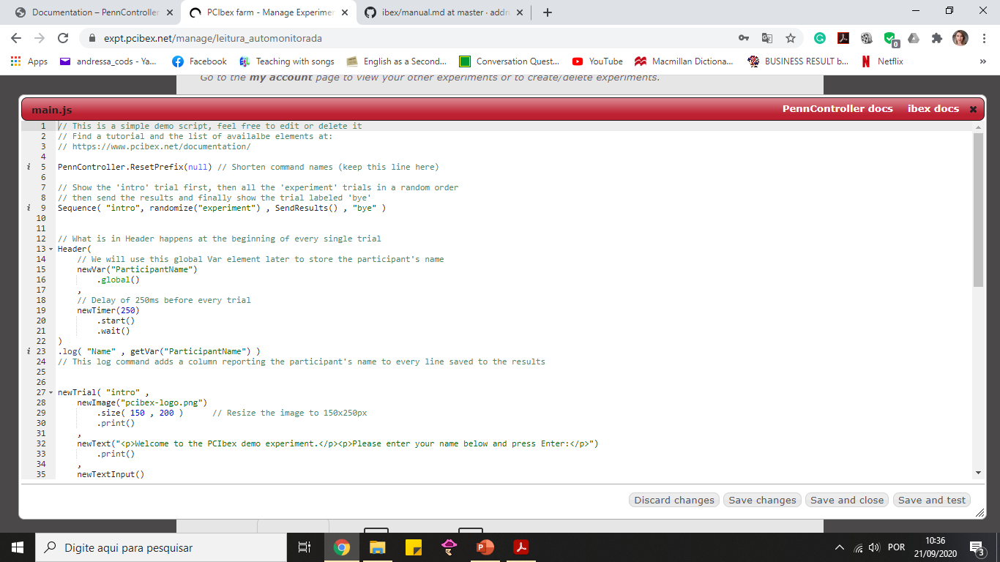 Documentation – PennController
PCIbex farm - Manage Experimen
ibex/manual.md at master · addru
expt.pcibex.net/manage/leitura_automonitorada
0
Apps
andressa_cods - Ya...
Facebook
Teaching with songs
English as a Second...
Conversation Quest...
YouTube
Macmillan Dictiona...
BUSINESS RESULT b...
Netflix
»
Go to the my account page to view your other experiments or to create/delete experiments.
main.js
PennController docs
ibex docs
1 // This is a simple demo script, feel free to edit or delete it
2 // Find a tutorial and the list of availalbe elements at:
3 // https://www.pcibex.net/documentation/
4
5 PennController.ResetPrefix(null) // Shorten command names (keep this line here)
6
7 // Show the 'intro' trial first, then all the 'experiment' trials in a random order
8 // then send the results and finally show the trial labeled 'bye'
9 Sequence( "intro", randomize("experiment") , SendResults() , "bye" )
10
11
12 // What is in Header happens at the beginning of every single trial
13 Header(
14 // We will use this global Var element later to store the participant's name
15 newVar("ParticipantName")
16 .global()
17 ,
18 // Delay of 250ms before every trial
19 newTimer(250)
20 .start()
21 .wait()
22 )
23 .log( "Name" , getVar("ParticipantName") )
24 // This log command adds a column reporting the participant's name to every line saved to the results
25
26
27 newTrial( "intro" ,
28 newImage("pcibex-logo.png")
29 .size( 150 , 200 ) // Resize the image to 150x250px
30 .print()
31 ,
32 newText("<p>Welcome to the PCIbex demo experiment.</p><p>Please enter your name below and press Enter:</p>")
33 .print()
34 ,
35 newTextInput()
Discard changes
Save changes
Save and close
Save and test
Digite aqui para pesquisar
POR
10:36
21/09/2020
3